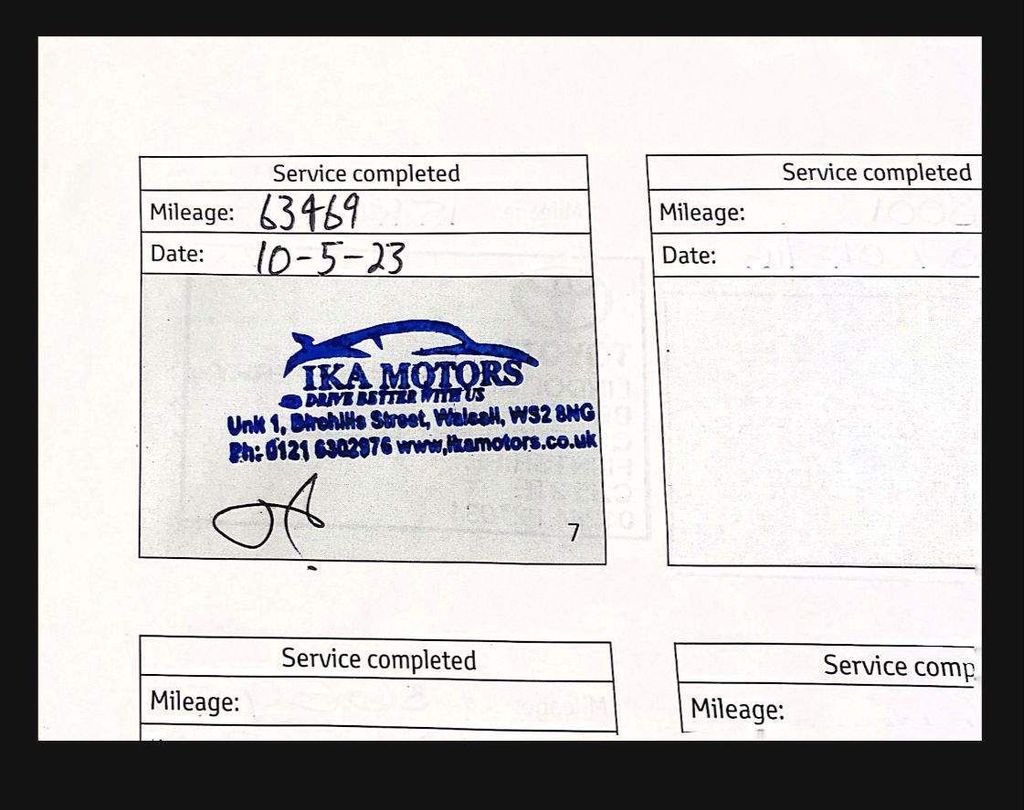 Service completed
Mileage: 63469
Date: 10-5-23
IKA MOTORS
DRIVE BETTER WITH US
Unit 1, Birchills Street, Walsall, WS2 8NG
Ph: 0121 6302976 www.ikamotors.co.uk
7
Service completed
Mileage:
Date:
Service completed
Mileage:
Service comp
Mileage: